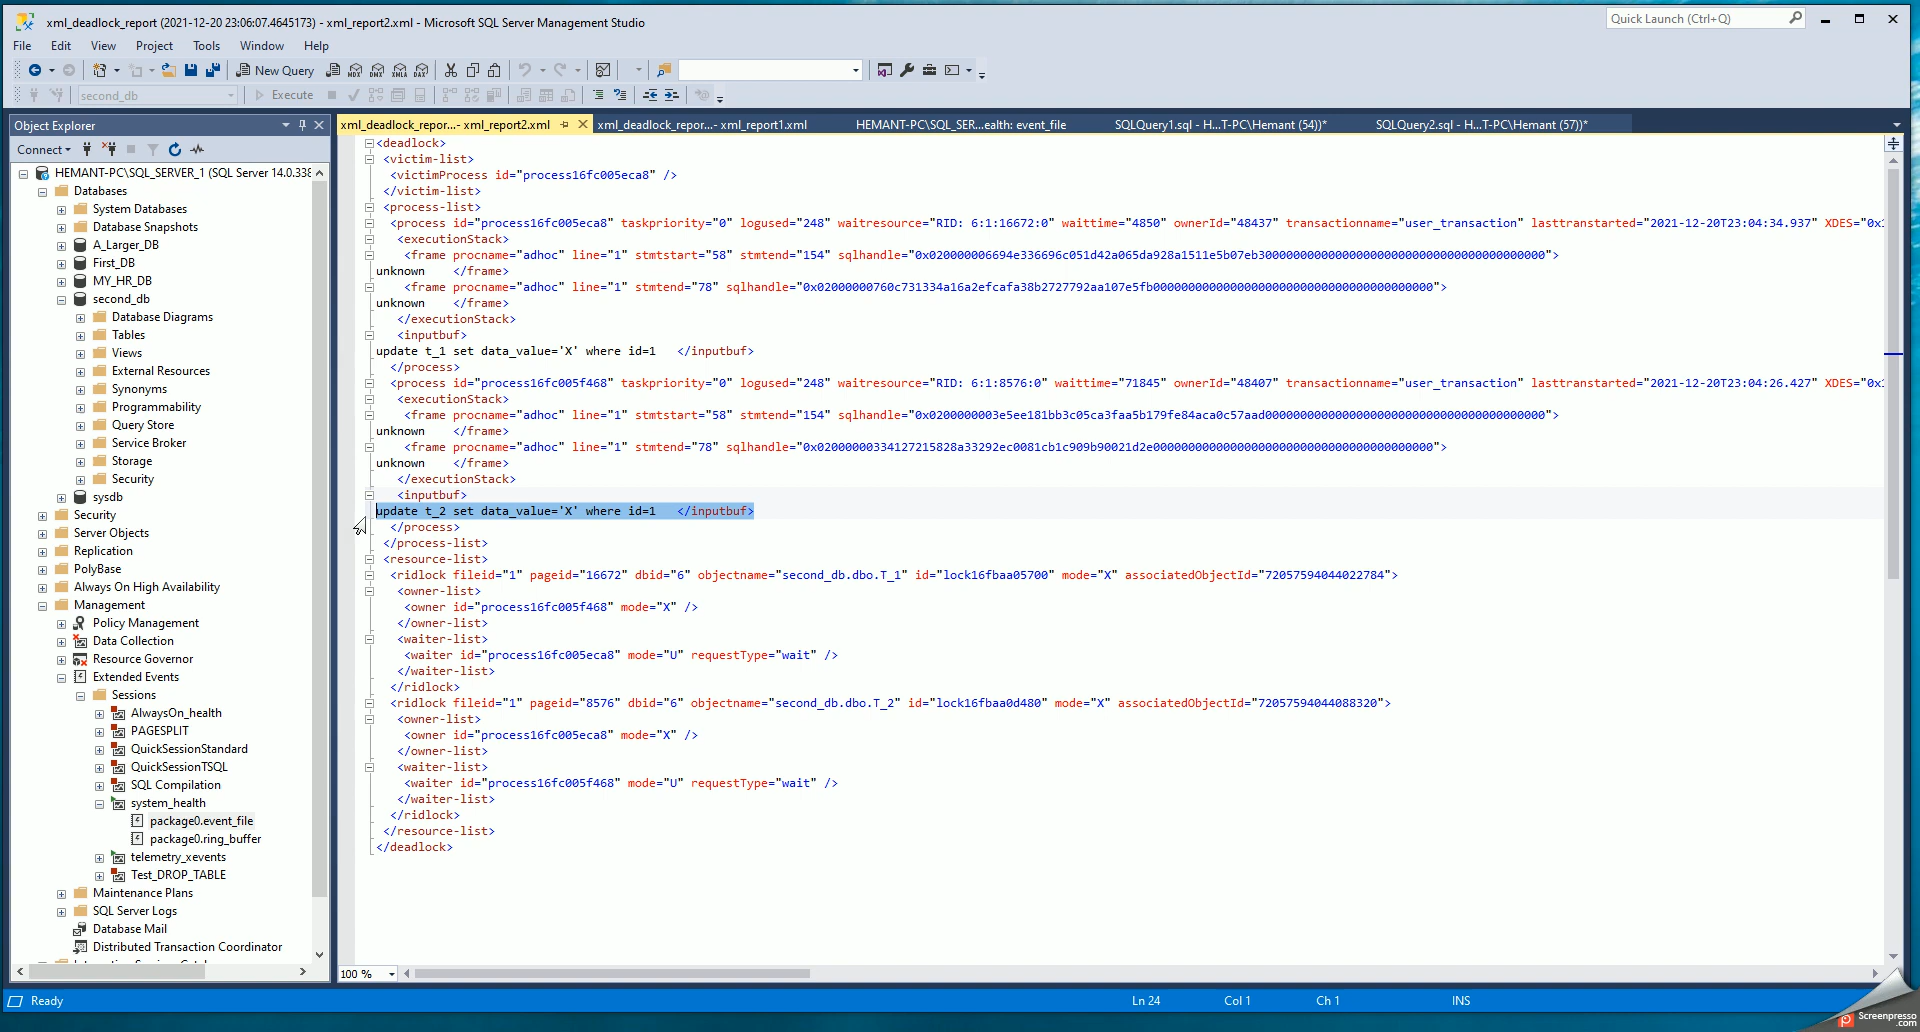 xml_deadlock_report (2021-12-20 23:06:07.4645173) - xml_report2.xml - Microsoft SQL Server Management Studio
Quick Launch (Ctrl+Q)
File Edit View Project Tools Window Help
New Query
second_db
Execute
Object Explorer
xml_deadlock_repor...- xml_report2.xml
xml_deadlock_repor...- xml_report1.xml
HEMANT-PC\SQL_SER...ealth: event_file
SQLQuery1.sql - H...T-PC\Hemant (54))*
SQLQuery2.sql - H...T-PC\Hemant (57))*
Connect
HEMANT-PC\SQL_SERVER_1 (SQL Server 14.0.338
Databases
System Databases
Database Snapshots
A_Larger_DB
First_DB
MY_HR_DB
second_db
Database Diagrams
Tables
Views
External Resources
Synonyms
Programmability
Query Store
Service Broker
Storage
Security
sysdb
Security
Server Objects
Replication
PolyBase
Always On High Availability
Management
Policy Management
Data Collection
Resource Governor
Extended Events
Sessions
AlwaysOn_health
PAGESPLIT
QuickSessionStandard
QuickSessionTSQL
SQL Compilation
system_health
package0.event_file
package0.ring_buffer
telemetry_xevents
Test_DROP_TABLE
Maintenance Plans
SQL Server Logs
Database Mail
Distributed Transaction Coordinator
<deadlock>
<victim-list>
<victimProcess id="process16fc005eca8" />
</victim-list>
<process-list>
<process id="process16fc005eca8" taskpriority="0" logused="248" waitresource="RID: 6:1:16672:0" waittime="4850" ownerId="48437" transactionname="user_transaction" lasttranstarted="2021-12-20T23:04:34.937" XDES="0x1
<executionStack>
<frame procname="adhoc" line="1" stmtstart="58" stmtend="154" sqlhandle="0x020000006694e336696c051d42a065da928a1511e5b07eb30000000000000000000000000000000000000000">
unknown </frame>
<frame procname="adhoc" line="1" stmtend="78" sqlhandle="0x02000000760c731334a16a2efcafa38b2727792aa107e5fb0000000000000000000000000000000000000000">
unknown </frame>
</executionStack>
<inputbuf>
update t_1 set data_value='X' where id=1 </inputbuf>
</process>
<process id="process16fc005f468" taskpriority="0" logused="248" waitresource="RID: 6:1:8576:0" waittime="71845" ownerId="48407" transactionname="user_transaction" lasttranstarted="2021-12-20T23:04:26.427" XDES="0x1
<executionStack>
<frame procname="adhoc" line="1" stmtstart="58" stmtend="154" sqlhandle="0x0200000003e5ee181bb3c05ca3faa5b179fe84aca0c57aad0000000000000000000000000000000000000000">
unknown </frame>
<frame procname="adhoc" line="1" stmtend="78" sqlhandle="0x02000000334127215828a33292ec0081cb1c909b90021d2e0000000000000000000000000000000000000000">
unknown </frame>
</executionStack>
<inputbuf>
update t_2 set data_value='X' where id=1 </inputbuf>
</process>
</process-list>
<resource-list>
<ridlock fileid="1" pageid="16672" dbid="6" objectname="second_db.dbo.T_1" id="lock16fbaa05700" mode="X" associatedObjectId="72057594044022784">
<owner-list>
<owner id="process16fc005f468" mode="X" />
</owner-list>
<waiter-list>
<waiter id="process16fc005eca8" mode="U" requestType="wait" />
</waiter-list>
</ridlock>
<ridlock fileid="1" pageid="8576" dbid="6" objectname="second_db.dbo.T_2" id="lock16fbaa0d480" mode="X" associatedObjectId="72057594044088320">
<owner-list>
<owner id="process16fc005eca8" mode="X" />
</owner-list>
<waiter-list>
<waiter id="process16fc005f468" mode="U" requestType="wait" />
</waiter-list>
</ridlock>
</resource-list>
</deadlock>
100 %
Ready
Ln 24 Col 1 Ch 1 INS
Screenpresso
.com